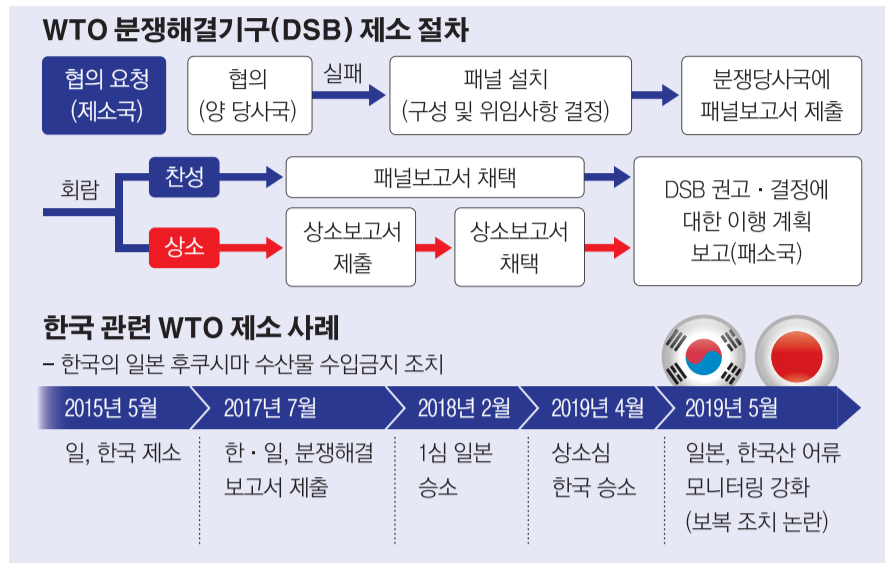 WTO 분쟁해결기구(DSB) 제소 절차
협의 요청
(제소국)
협의
(양 당사국)
실패
패널 설치
(구성 및 위임사항 결정)
분쟁당사국에
패널보고서 제출
회람
찬성
패널보고서 채택
상소
상소보고서
제출
상소보고서
채택
DSB 권고·결정에
대한 이행 계획
보고(패소국)
한국 관련 WTO 제소 사례
– 한국의 일본 후쿠시마 수산물 수입금지 조치
2015년 5월
일, 한국 제소
2017년 7월
한·일, 분쟁해결
보고서 제출
2018년 2월
1심 일본
승소
2019년 4월
상소심
한국 승소
2019년 5월
일본, 한국산 어류
모니터링 강화
(보복 조치 논란)